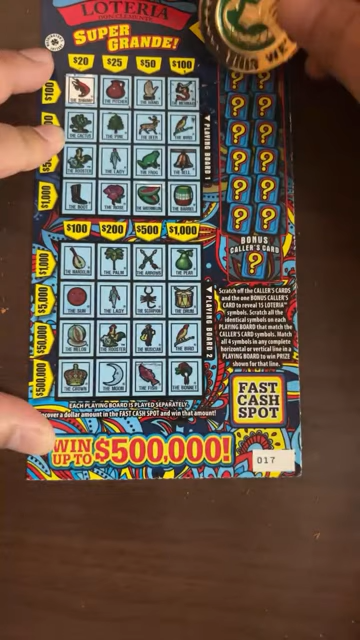 LOTERIA
DON CLEMENTE
SUPER
GRANDE!
$20 $25 $50 $100
$100
THE SHRIMP THE PITCHER THE HAND THE MERMAID
THE CACTUS THE PINE THE DEER THE BIRD
THE ROOSTER THE LADY THE FROG THE BELL
$1,000
THE BOOT THE ROSE THE WATERMELON THE BARREL
PLAYING BOARD 1
$100 $200 $500 $1,000
$1,000
THE MANDOLIN THE PALM THE ARROWS THE PEAR
$5,000
THE SUN THE LADY THE SCORPION THE DRUM
$50,000
THE MELON THE ROOSTER THE MUSICIAN THE BIRD
$500,000
THE CROWN THE MOON THE FISH THE BONNET
PLAYING BOARD 2
THIS WE
? ?
? ?
? ?
? ?
? ?
? ?
BONUS
CALLER'S CARD
?
Scratch off the CALLER'S CARDS
and the one BONUS CALLER'S
CARD to reveal 15 LOTERIA™
symbols. Scratch all the
identical symbols on each
PLAYING BOARD that match the
CALLER'S CARD symbols. Match
all 4 symbols in any complete
horizontal or vertical line in a
PLAYING BOARD to win PRIZE
shown for that line.
EACH PLAYING BOARD IS PLAYED SEPARATELY
cover a dollar amount in the FAST CASH SPOT and win that amount!
FAST
CASH
SPOT
WIN
UP TO $500,000!
017